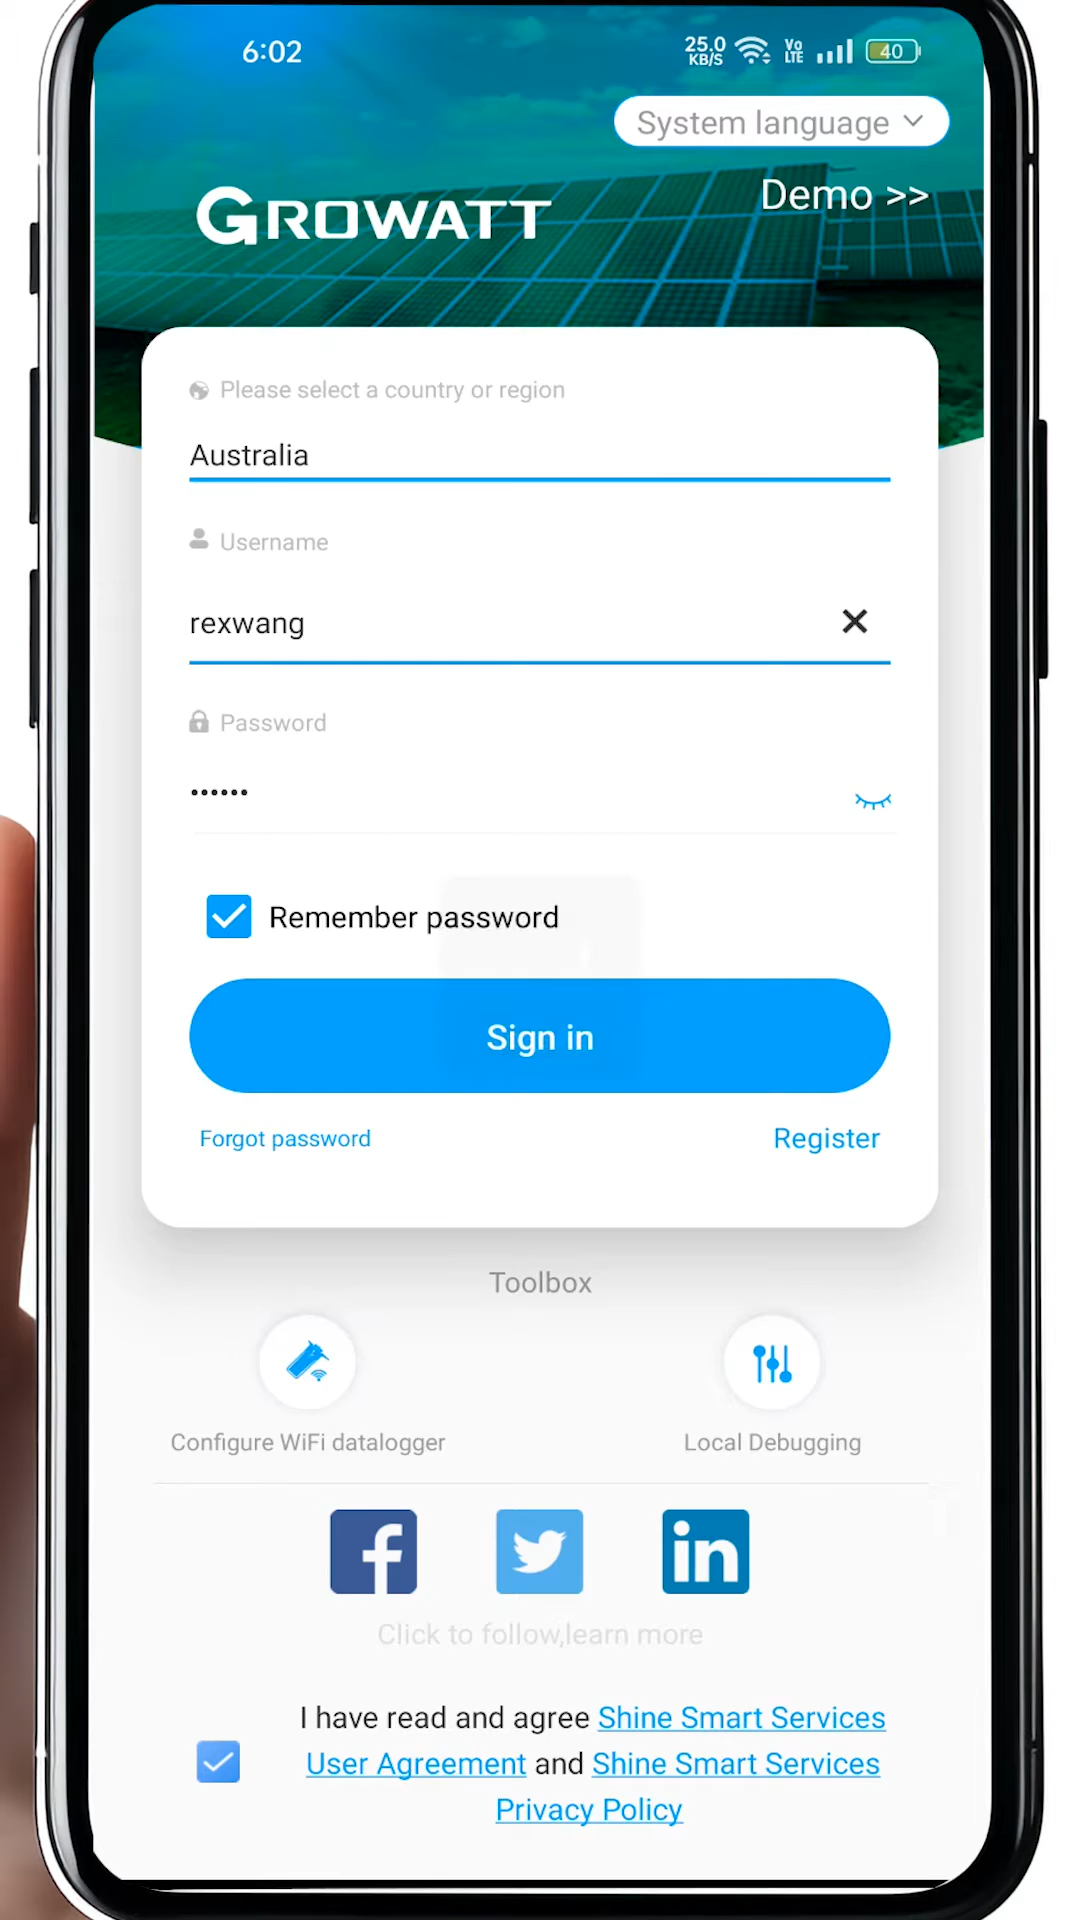 6:02
25.0
KB/S
Vo
LTE
40
System language
Demo >>
GROWATT
Please select a country or region
Australia
Username
rexwang
Password
••••••
Remember password
Sign in
Forgot password
Register
Toolbox
Configure WiFi datalogger
Local Debugging
f
in
Click to follow,learn more
I have read and agree Shine Smart Services
User Agreement and Shine Smart Services
Privacy Policy